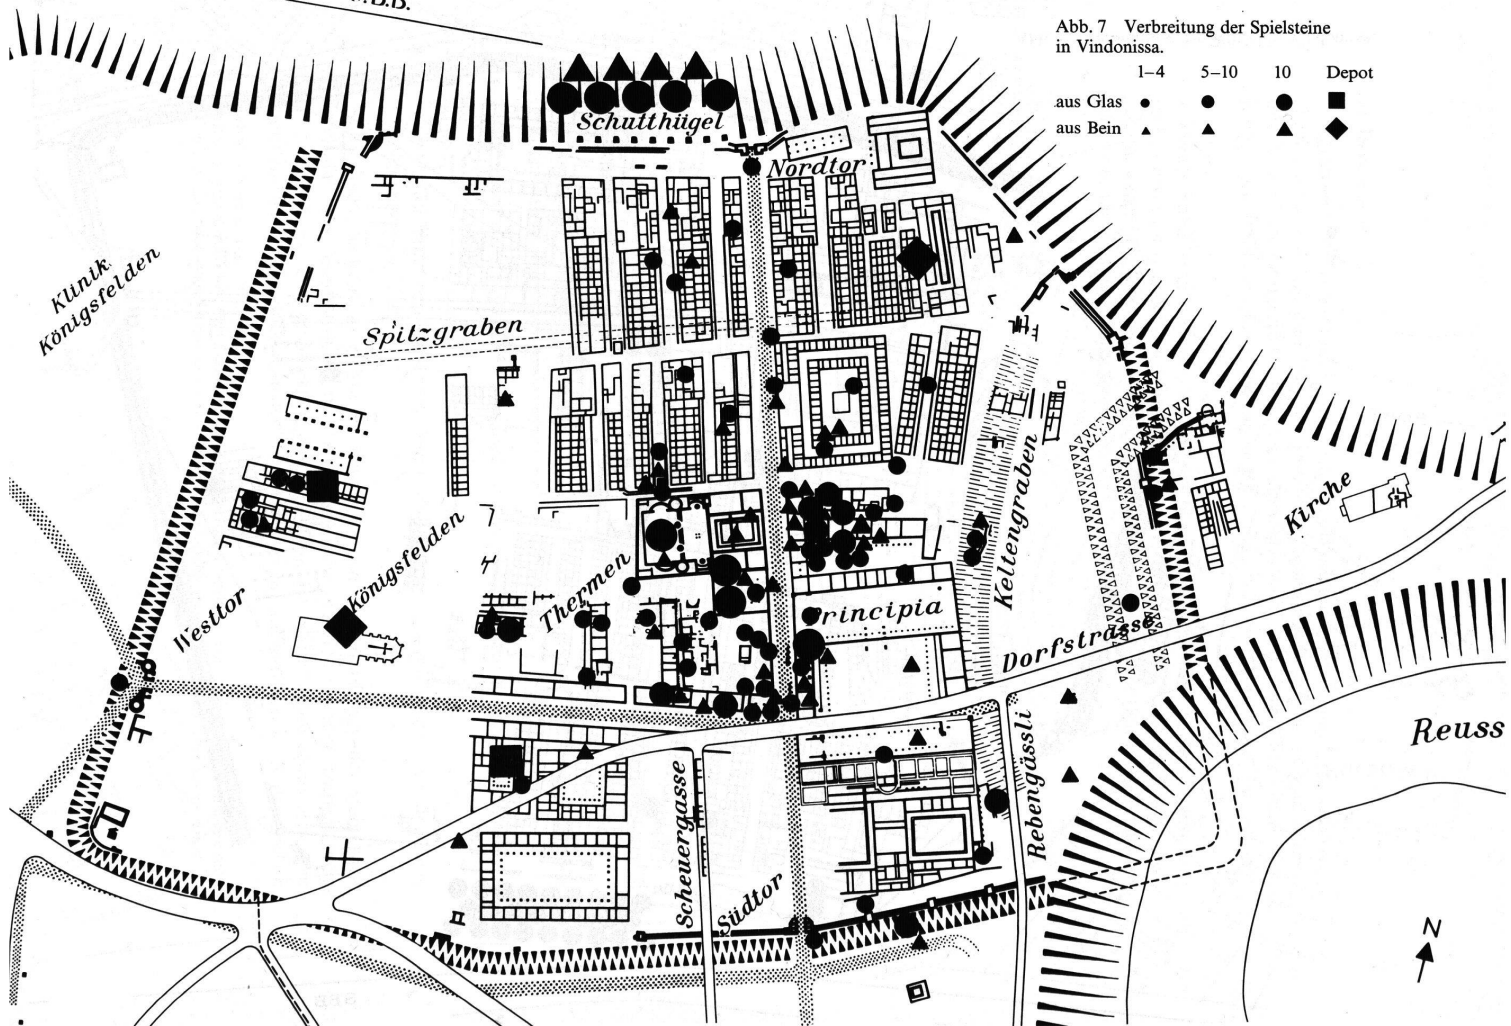 Abb. 7 Verbreitung der Spielsteine
in Vindonissa.
1–4 5–10 10 Depot
aus Glas
aus Bein
Schutthügel
Nordtor
Klinik
Königsfelden
Spitzgraben
Keltengraben
Kirche
Königsfelden
Thermen
Westtor
Principia
Dorfstrasse
Reuss
Rebengässli
Scheuergasse
Südtor
N